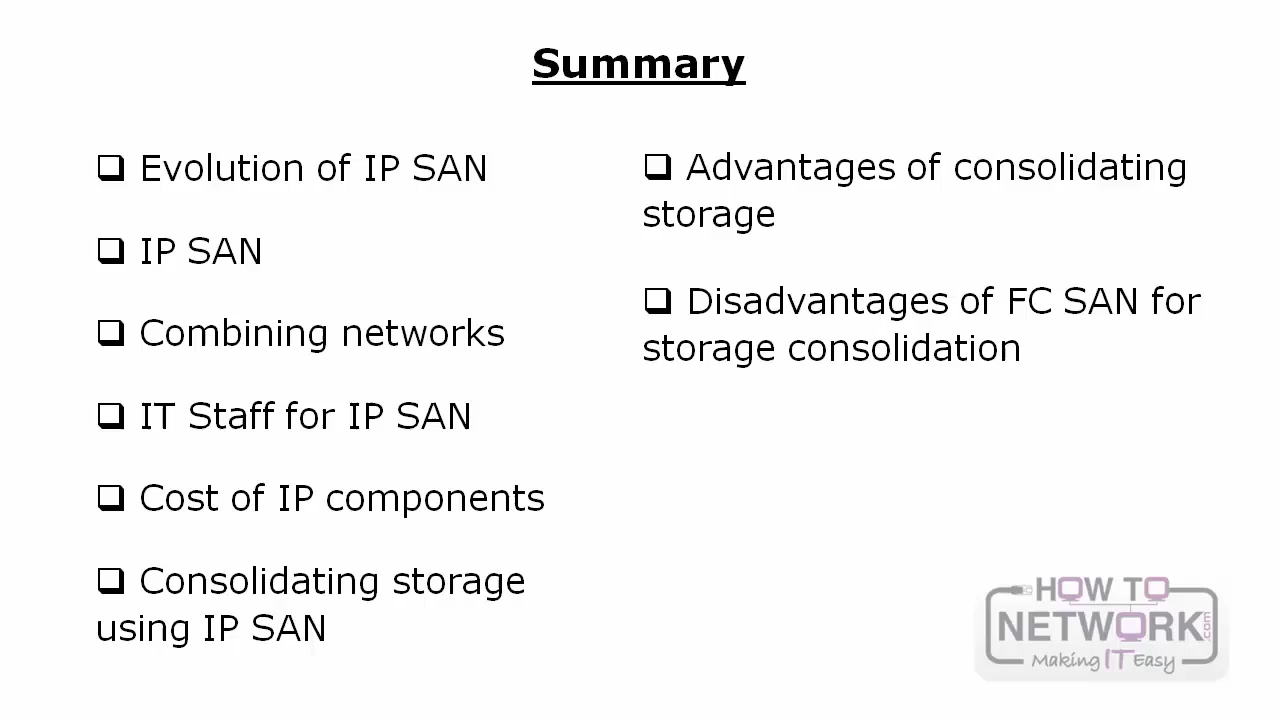 Summary
❑ Evolution of IP SAN
❑ IP SAN
❑ Combining networks
❑ IT Staff for IP SAN
❑ Cost of IP components
❑ Consolidating storage
using IP SAN
❑ Advantages of consolidating
storage
❑ Disadvantages of FC SAN for
storage consolidation
HOW TO
NETWORK.com
Making IT Easy